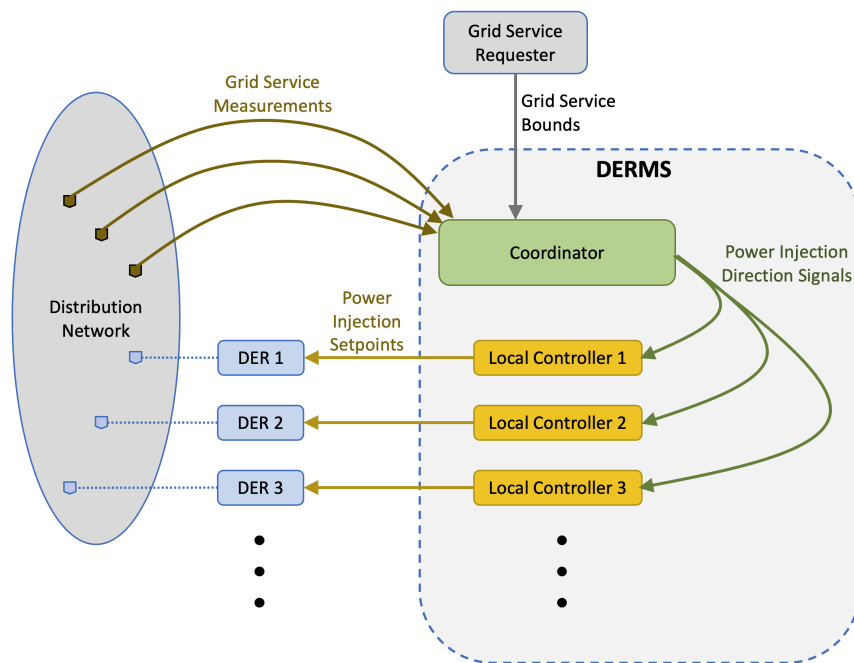 Grid Service
Requester
Grid Service
Measurements
Grid Service
Bounds
DERMS
Coordinator
Power Injection
Direction Signals
Distribution
Network
Power
Injection
Setpoints
DER 1
Local Controller 1
DER 2
Local Controller 2
DER 3
Local Controller 3